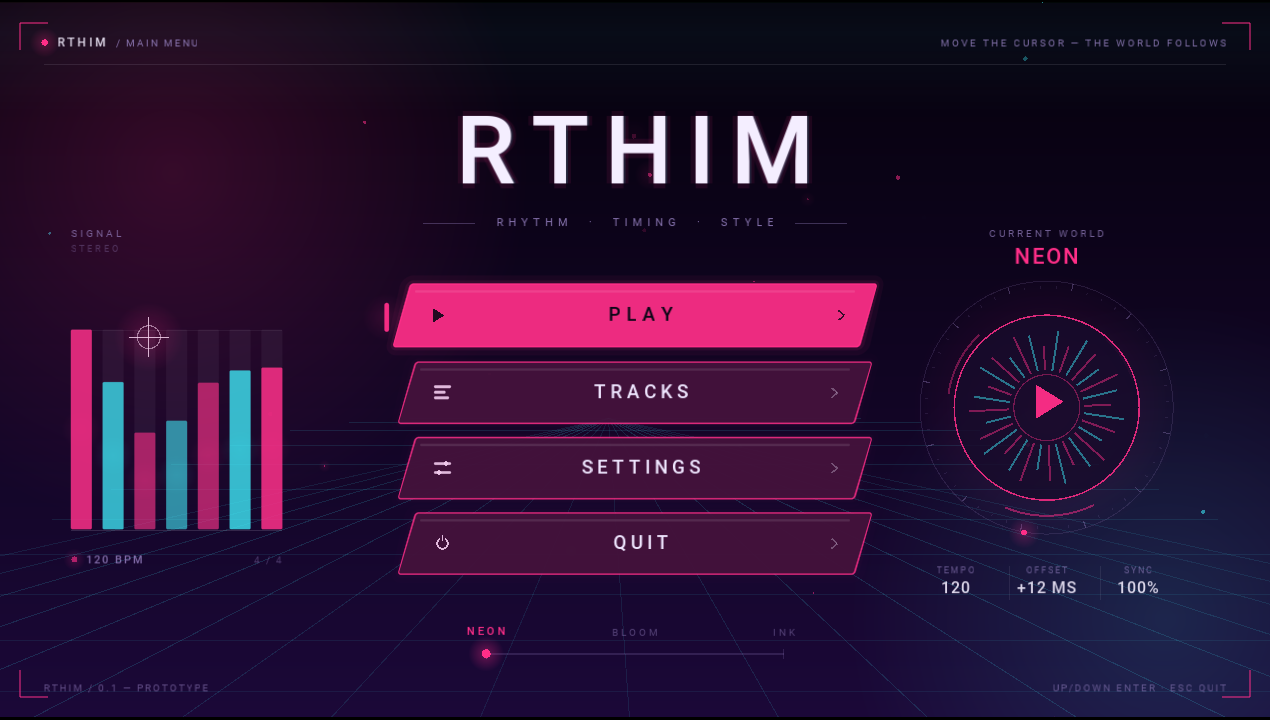 RTHIM / MAIN MENU
MOVE THE CURSOR — THE WORLD FOLLOWS
RTHIM
RHYTHM · TIMING · STYLE
SIGNAL
STEREO
120 BPM
4 / 4
PLAY
TRACKS
SETTINGS
QUIT
CURRENT WORLD
NEON
TEMPO OFFSET SYNC
120 +12 MS 100%
NEON BLOOM INK
RTHIM / 0.1 — PROTOTYPE
UP/DOWN ENTER · ESC QUIT